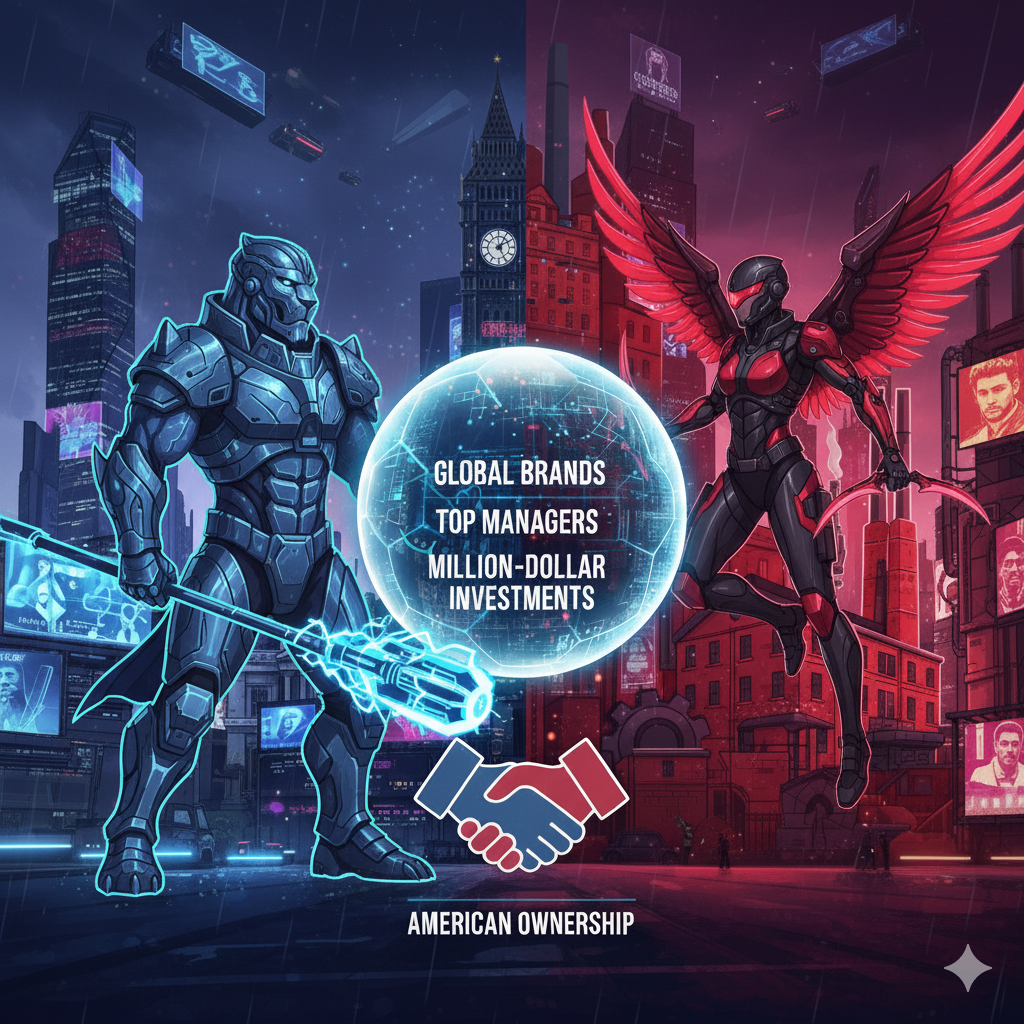 GLOBAL BRANDS
TOP MANAGERS
MILLION-DOLLAR
INVESTMENTS
AMERICAN OWNERSHIP